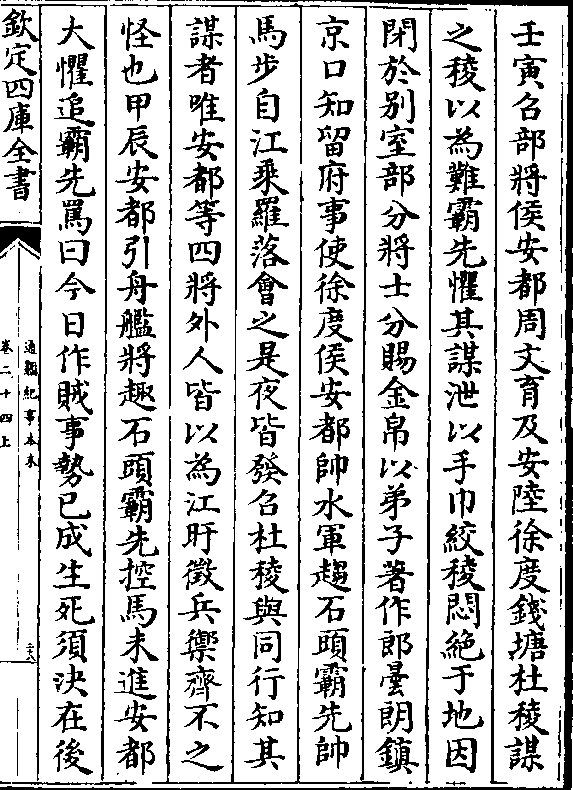 壬寅召部將侯安都周文育及安陸徐度錢塘杜稜謀
之稜以為難霸先懼其謀泄以手巾絞稜悶絶于地因
閉於别室部分將士分賜金帛以弟子著作郎曇朗鎮
京口知留府事使徐度侯安都帥水軍趨石頭霸先帥
馬步自江乘羅落會之是夜皆發召杜稜與同行知其
謀者唯安都等四將外人皆以為江旰徵兵禦齊不之
怪也甲辰安都引舟艦將趣石頭霸先控馬未進安都
大懼追霸先罵曰今日作賊事勢已成生死須決在後
欽定四庫全書
通鑑紀事本末
卷二十四上